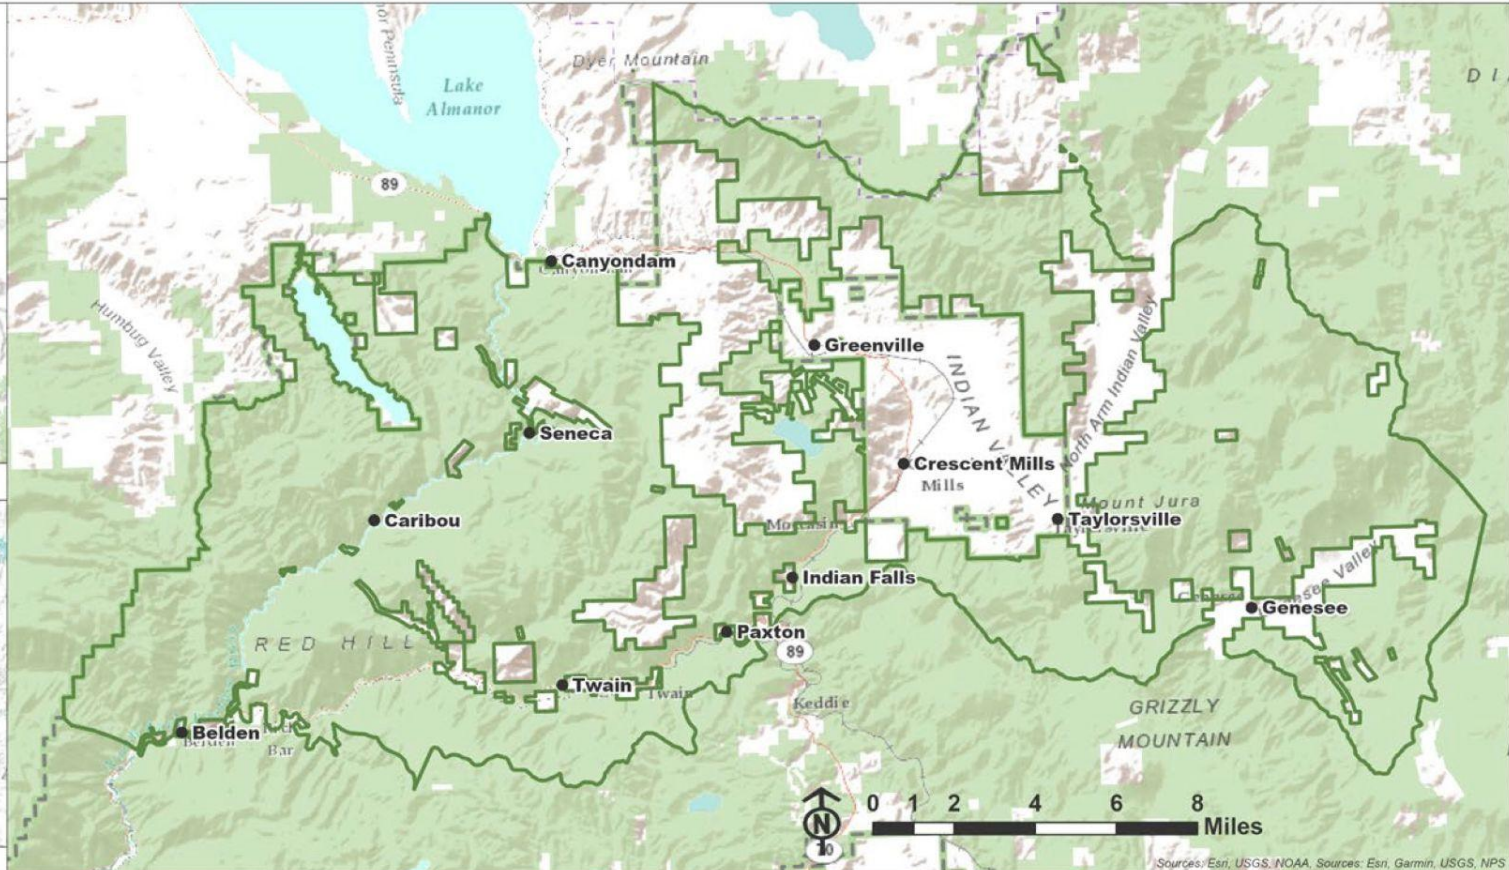 Dyer Mountain
Lake
Almanor
89
Canyondam
Humbug Valley
Greenville
INDIAN VALLEY
North Arm Indian Valley
Seneca
Crescent Mills
Mills
Caribou
Mount Jura
Taylorsville
Indian Falls
Genesee
RED HILL
Paxton
89
Twain
Twain
Keddie
GRIZZLY
MOUNTAIN
Belden
Belden
Bar
N
0 1 2 4 6 8
Miles
Sources: Esri, USGS, NOAA, Sources: Esri, Garmin, USGS, NPS